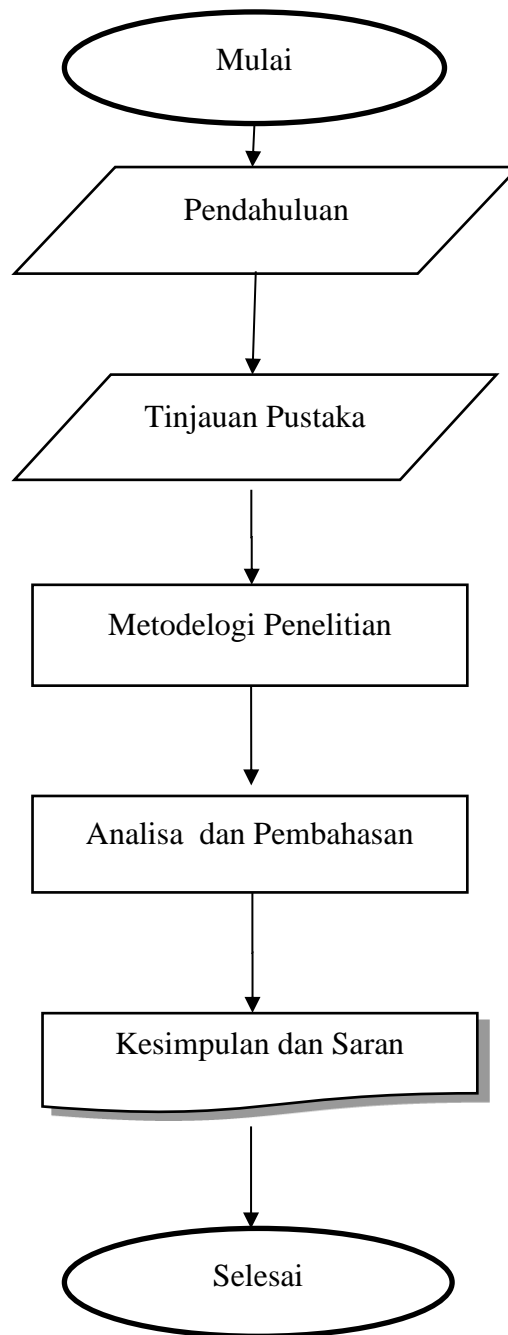 Mulai
Pendahuluan
Tinjauan Pustaka
Metodelogi Penelitian
Analisa  dan Pembahasan
Kesimpulan dan Saran
Selesai